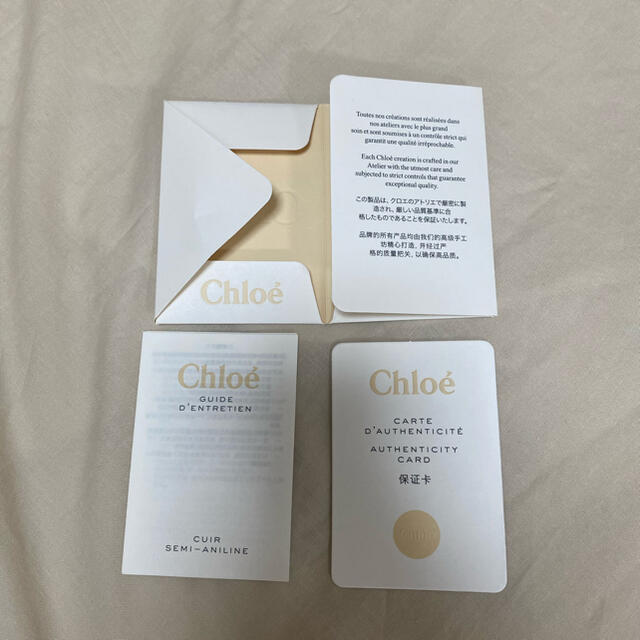 Toutes nos créations sont réalisées dans
nos ateliers avec le plus grand
soin et sont soumises à un contrôle strict qui
garantit une qualité irréprochable.
Each Chloé creation is crafted in our
Atelier with the utmost care and
subjected to strict controls that guarantee
exceptional quality.
この製品は、クロエのアトリエで厳密に製
造され、厳しい品質基準に合
格したものであることを保証いたします。
品牌的所有产品均由我们的高级手工
坊精心打造，并经过严
格的质量把关，以确保高品质。
Chloé
Chloé
GUIDE
D'ENTRETIEN
CUIR
SEMI-ANILINE
Chloé
CARTE
D'AUTHENTICITÉ
AUTHENTICITY
CARD
保证卡